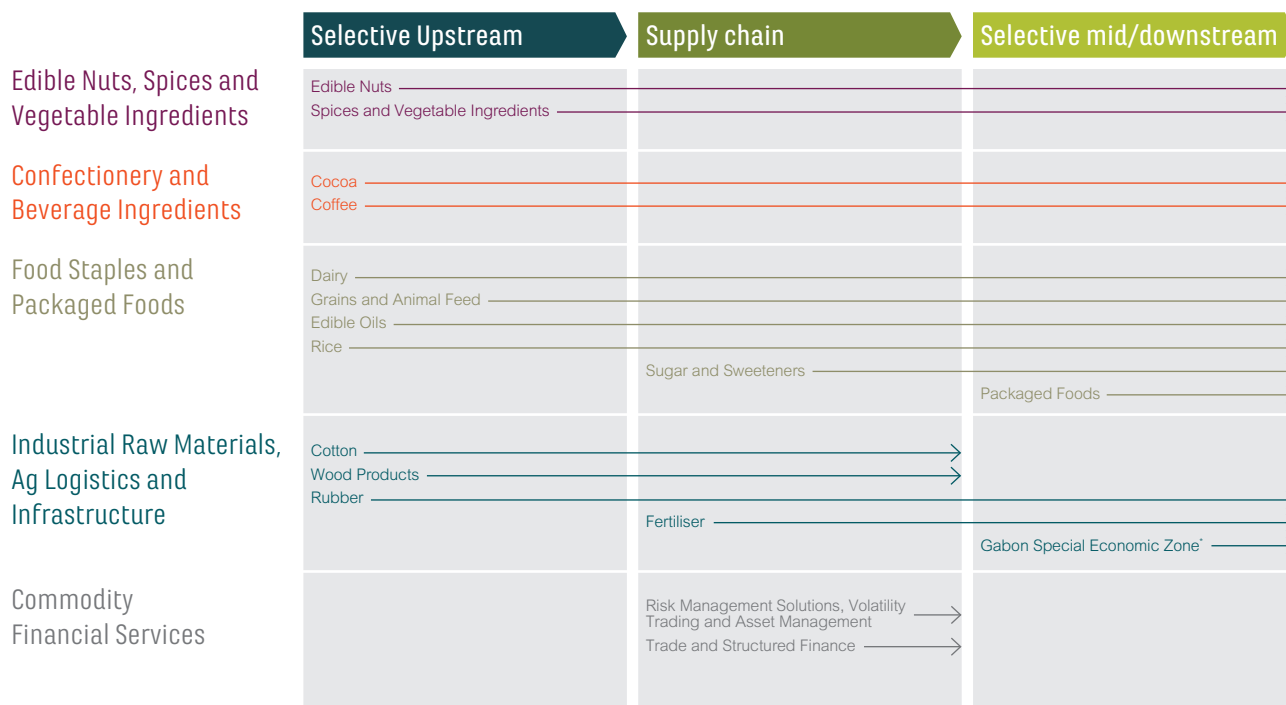 Selective Upstream
Supply chain
Selective mid/downstream
Edible Nuts, Spices and
Vegetable Ingredients
Edible Nuts
Spices and Vegetable Ingredients
Confectionery and
Beverage Ingredients
Cocoa
Coffee
Food Staples and
Packaged Foods
Dairy
Grains and Animal Feed
Edible Oils
Rice
Sugar and Sweeteners
Packaged Foods
Industrial Raw Materials,
Ag Logistics and
Infrastructure
Cotton
Wood Products
Rubber
Fertiliser
Gabon Special Economic Zone*
Commodity
Financial Services
Risk Management Solutions, Volatility
Trading and Asset Management
Trade and Structured Finance